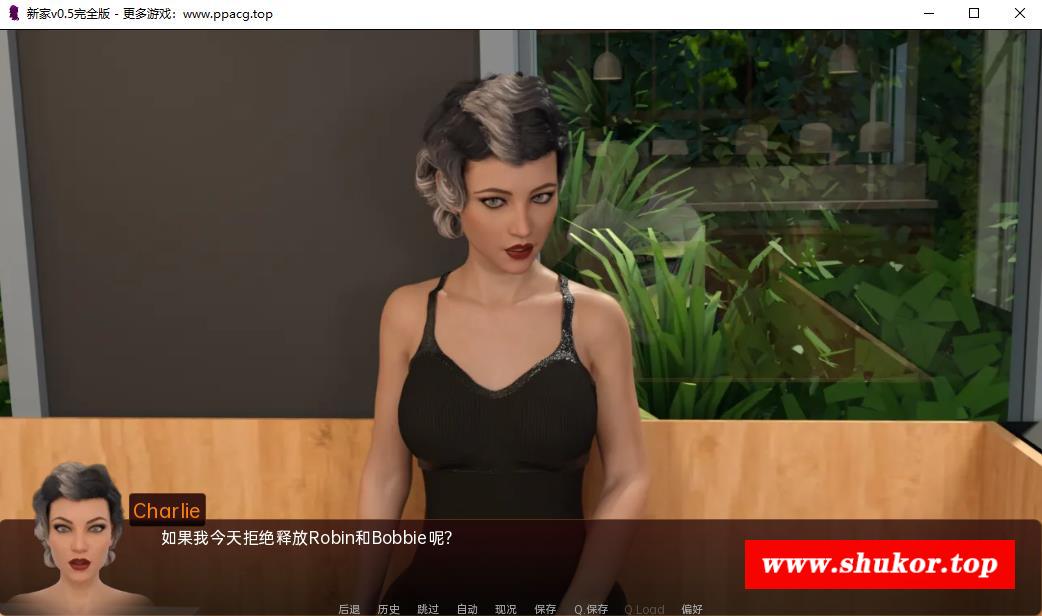 新家v0.5完全版 - 更多游戏：www.ppacg.top
Charlie
如果我今天拒绝释放Robin和Bobbie呢？
www.shukor.top
后退 历史 跳过 自动 现况 保存 Q.保存 Q.Load 偏好